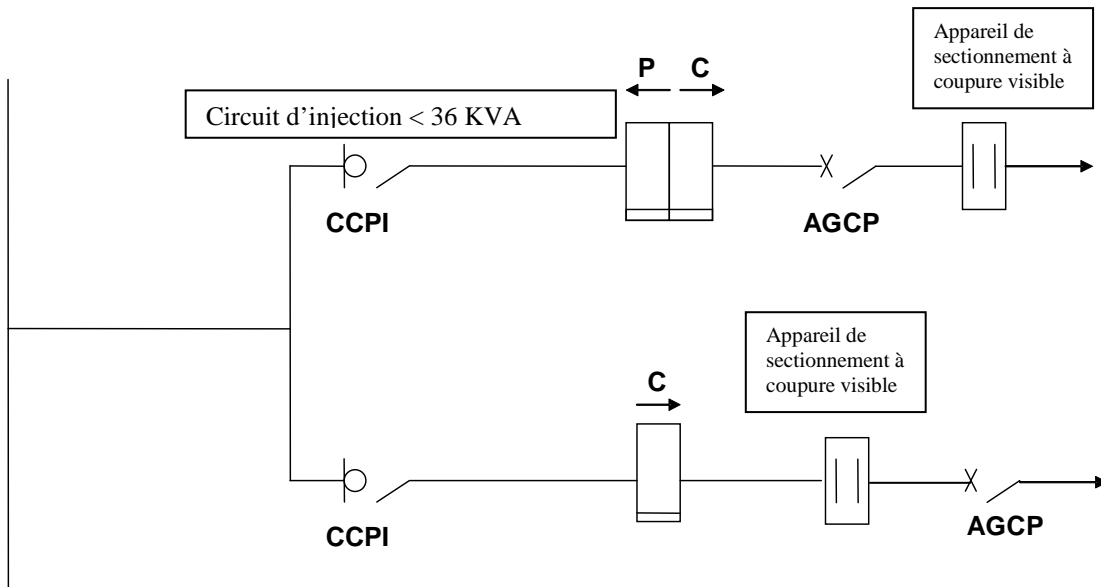 Appareil de
sectionnement à
coupure visible
P C
Circuit d'injection < 36 KVA
CCPI
AGCP
Appareil de
sectionnement à
coupure visible
C
CCPI
AGCP